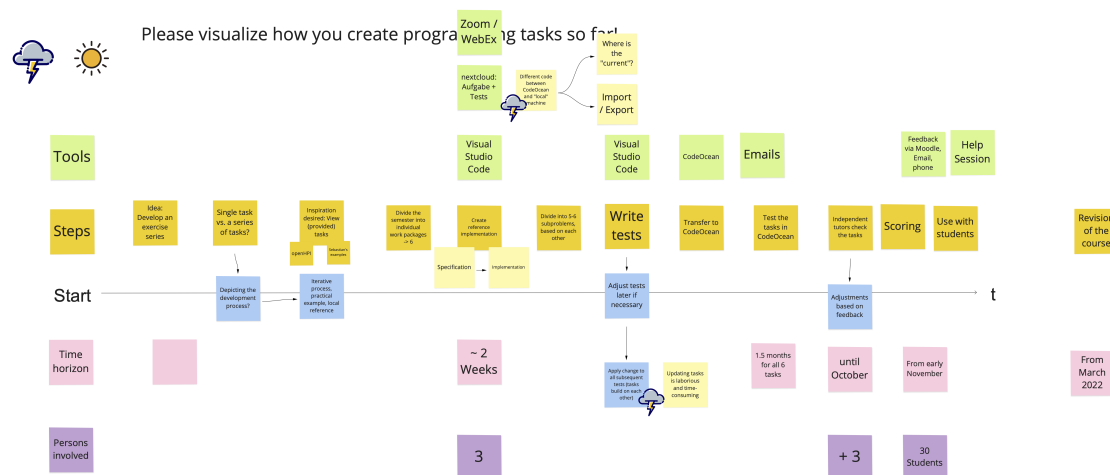 Please visualize how you create programming tasks so far!
Zoom /
WebEx
Where is
the
"current"?
nextcloud:
Aufgabe +
Tests
Different code
between
CodeOcean
and "local"
machine
Import
/ Export
Tools
Visual
Studio
Code
Visual
Studio
Code
CodeOcean
Emails
Feedback
via Moodle,
Email,
phone
Help
Session
Steps
Idea:
Develop an
exercise
series
Single task
vs. a series
of tasks?
Inspiration
desired: View
(provided)
tasks
openHPI
Sebastian's
examples
Divide the
semester into
individual
work packages
-> 6
Create
reference
implementation
Divide into 5-6
subproblems,
based on each
other
Write
tests
Transfer to
CodeOcean
Test the
tasks in
CodeOcean
Independent
tutors check
the tasks
Scoring
Use with
students
Revision
of the
course
Specification
Implementation
Start
Depicting the
development
process?
Iterative
process,
practical
example, local
reference
Adjust tests
later if
necessary
Adjustments
based on
feedback
t
Time
horizon
~ 2
Weeks
Apply change to
all subsequent
tests (tasks
build on each
other)
Updating tasks
is laborious
and time-
consuming
1.5 months
for all 6
tasks
until
October
From early
November
From
March
2022
Persons
involved
3
+ 3
30
Students